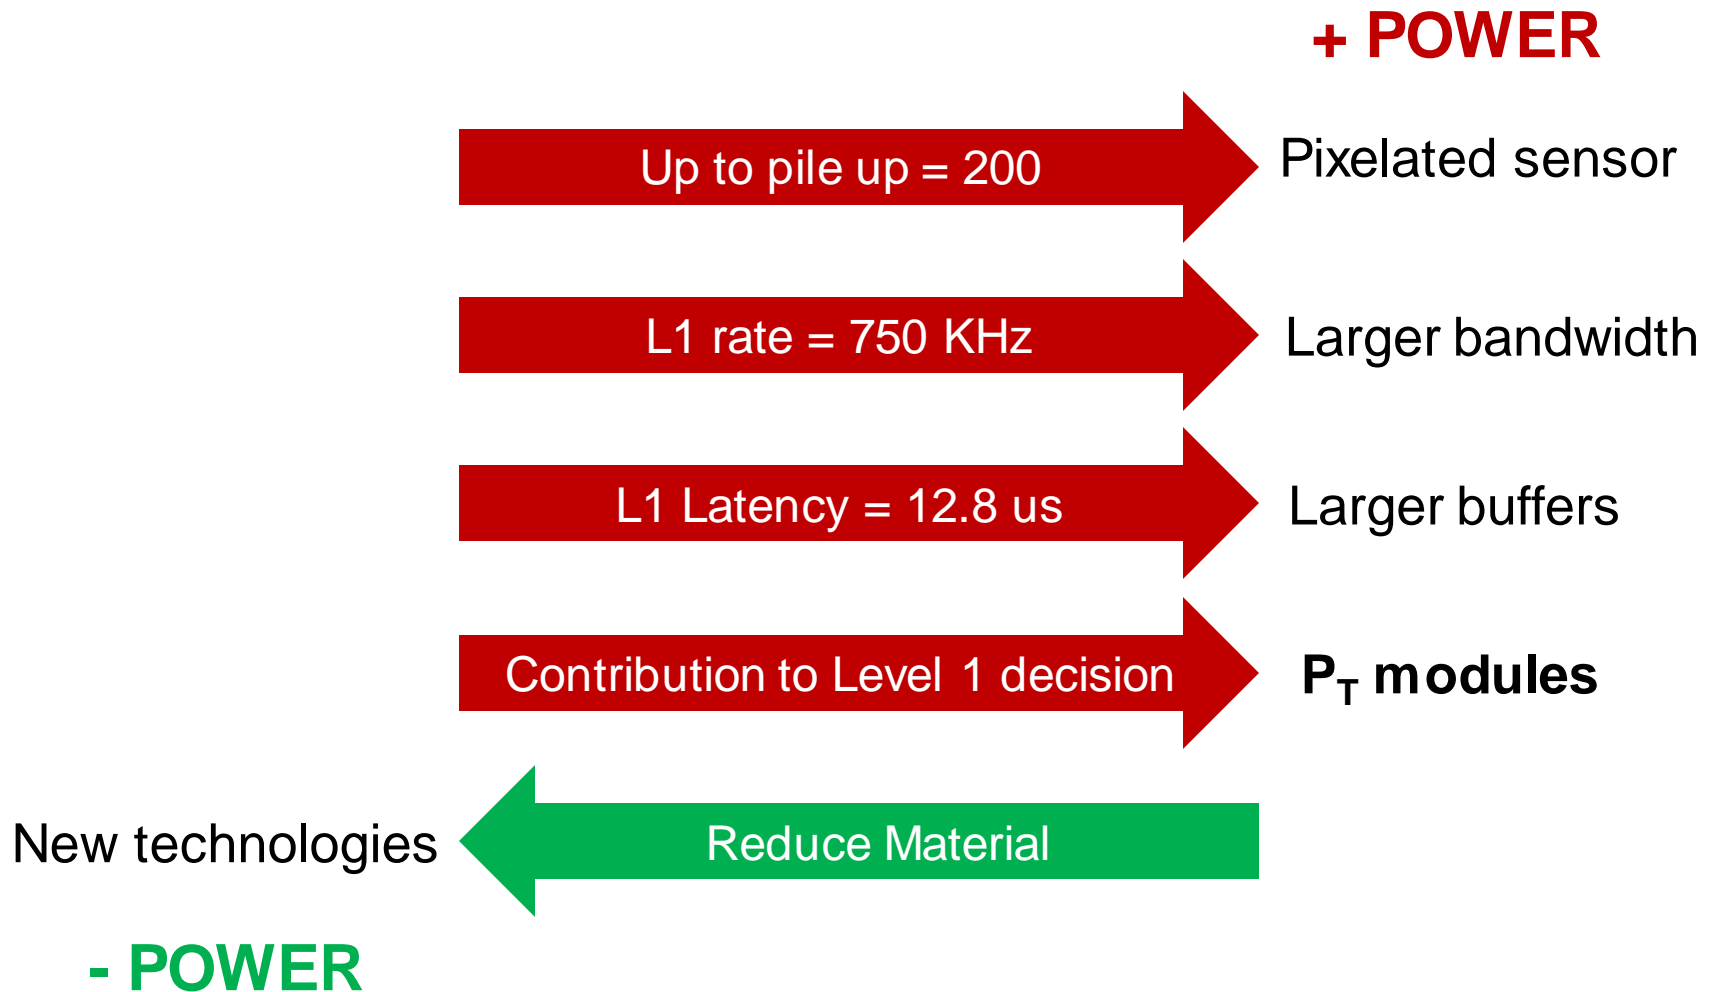 + POWER
Up to pile up = 200
Pixelated sensor
L1 rate = 750 KHz
Larger bandwidth
L1 Latency = 12.8 us
Larger buffers
Contribution to Level 1 decision
PT modules
New technologies
Reduce Material
- POWER